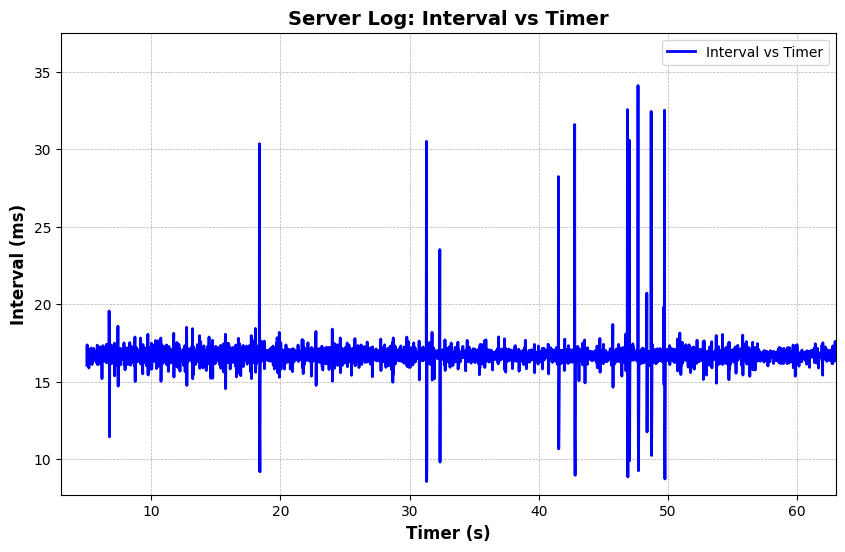 Server Log: Interval vs Timer
Interval vs Timer
35
30
25
20
15
10
Interval (ms)
10 20 30 40 50 60
Timer (s)